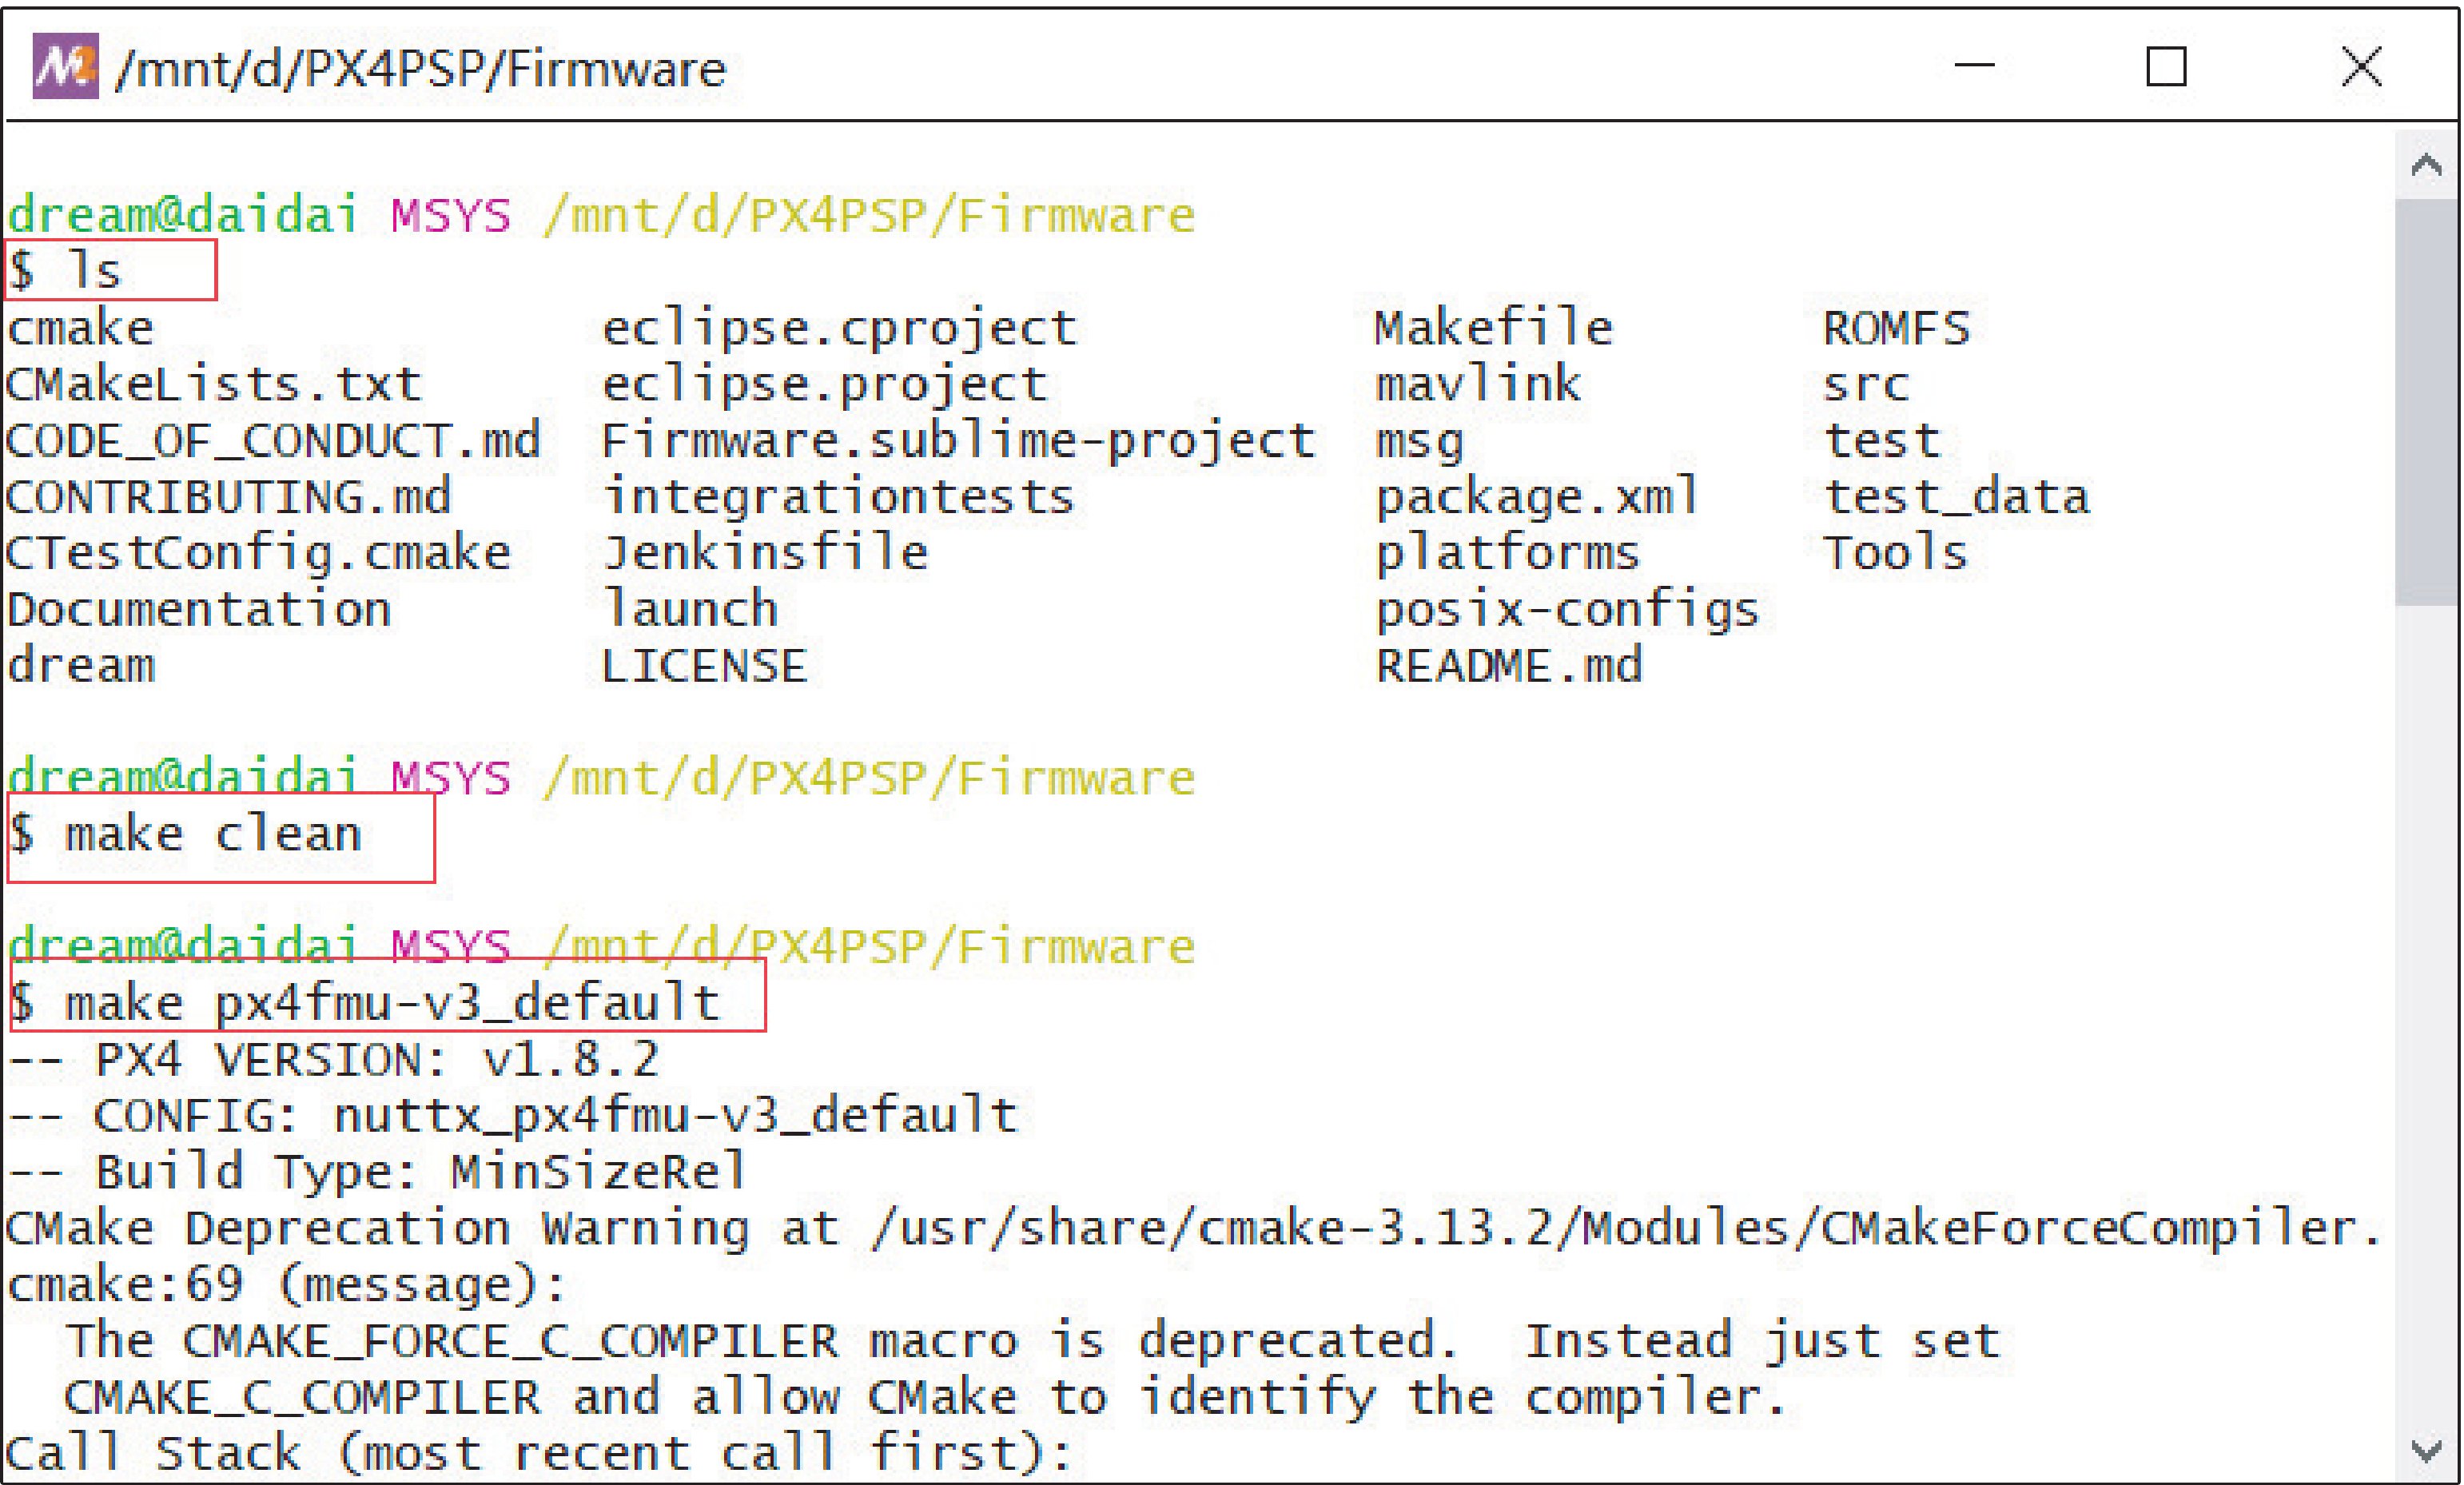 /mnt/d/PX4PSP/Firmware
dream@daidai MSYS /mnt/d/PX4PSP/Firmware
$ ls
cmake eclipse.cproject Makefile ROMFS
CMakeLists.txt eclipse.project mavlink src
CODE_OF_CONDUCT.md Firmware.sublime-project msg test
CONTRIBUTING.md integrationtests package.xml test_data
CTestConfig.cmake Jenkinsfile platforms Tools
Documentation launch posix-configs
dream LICENSE README.md
dream@daidai MSYS /mnt/d/PX4PSP/Firmware
$ make clean
dream@daidai MSYS /mnt/d/PX4PSP/Firmware
$ make px4fmu-v3_default
-- PX4 VERSION: v1.8.2
-- CONFIG: nuttx_px4fmu-v3_default
-- Build Type: MinSizeRel
CMake Deprecation Warning at /usr/share/cmake-3.13.2/Modules/CMakeForceCompiler.
cmake:69 (message):
The CMAKE_FORCE_C_COMPILER macro is deprecated.  Instead just set
CMAKE_C_COMPILER and allow CMake to identify the compiler.
Call Stack (most recent call first):